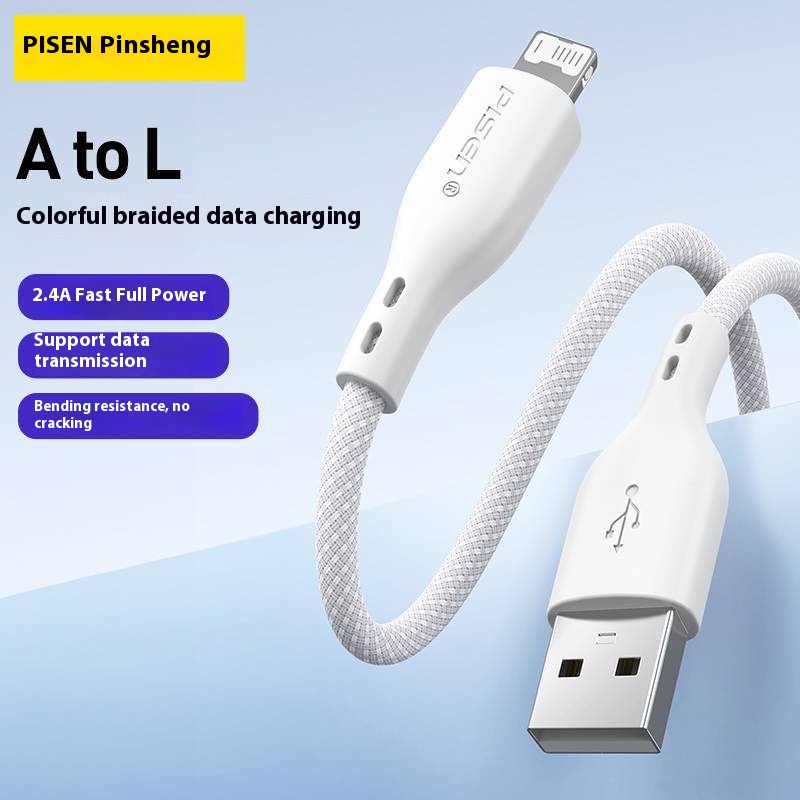 PISEN Pinsheng
A to L
Colorful braided data charging
2.4A Fast Full Power
Support data
transmission
Bending resistance, no
cracking
PISEN®